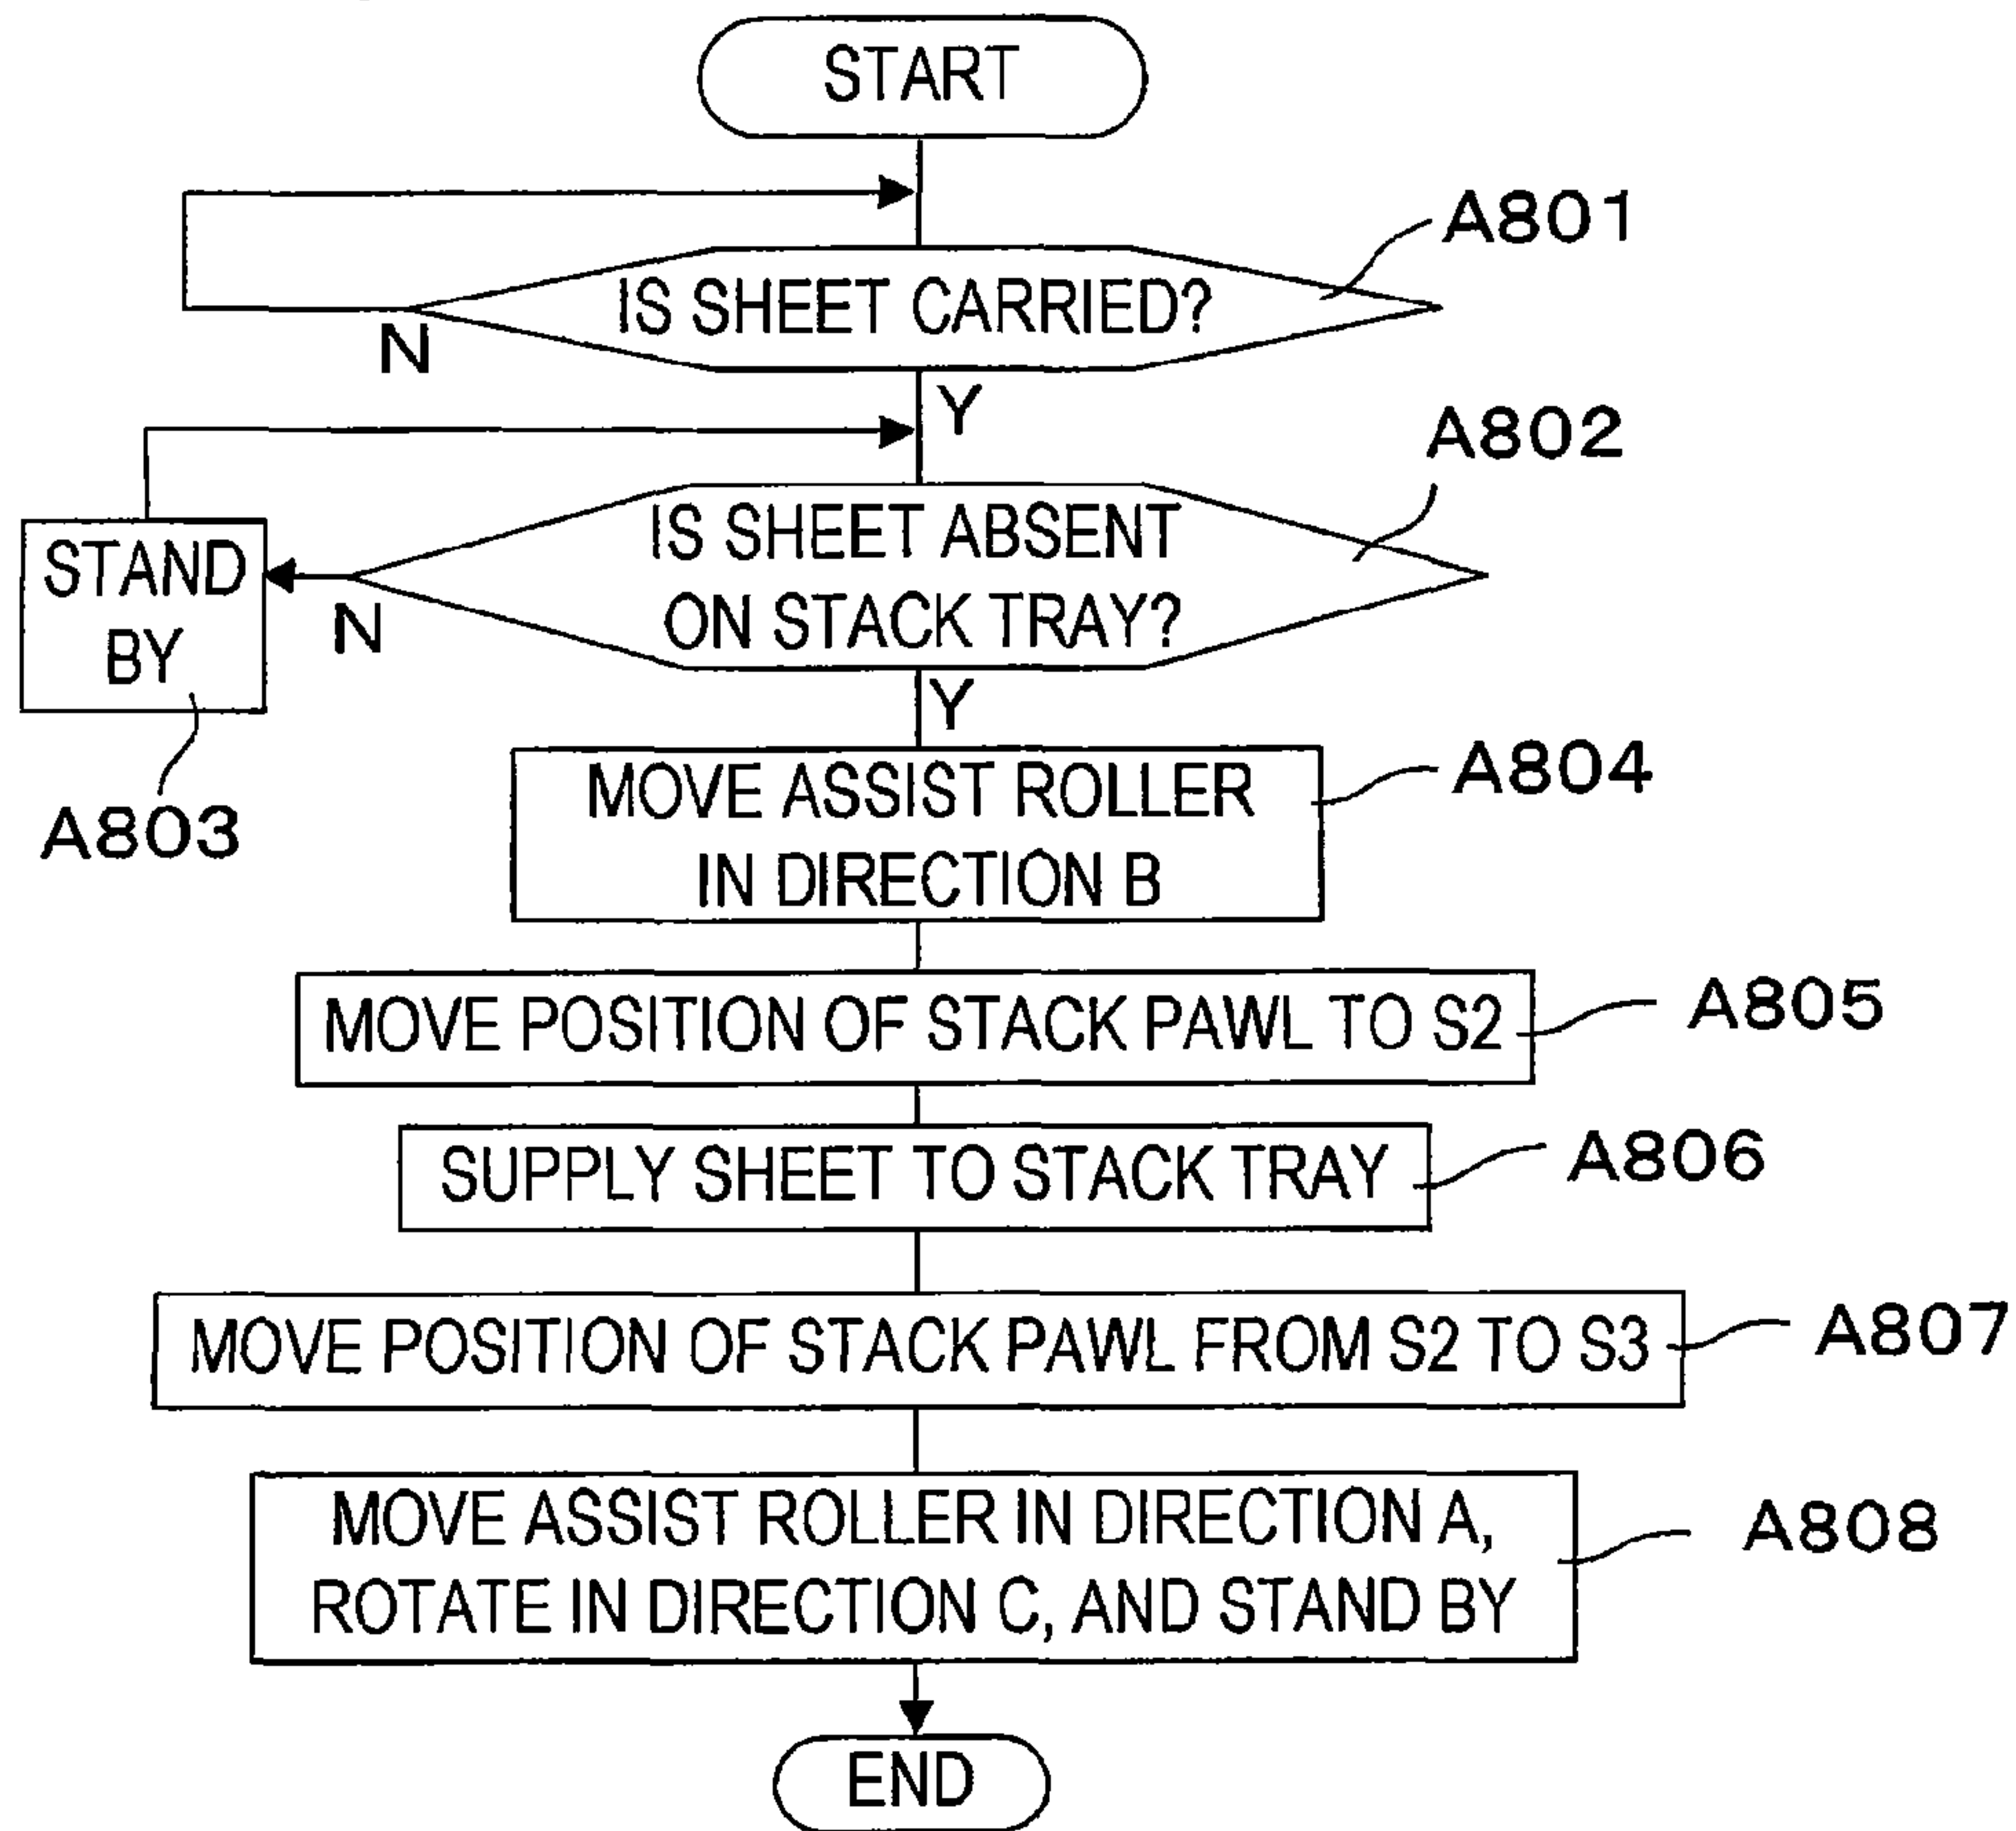 START
A801
IS SHEET CARRIED?
N
Y
A802
IS SHEET ABSENT
ON STACK TRAY?
STAND
BY
N
Y
A803
MOVE ASSIST ROLLER
IN DIRECTION B
A804
MOVE POSITION OF STACK PAWL TO S2
A805
SUPPLY SHEET TO STACK TRAY
A806
MOVE POSITION OF STACK PAWL FROM S2 TO S3
A807
MOVE ASSIST ROLLER IN DIRECTION A,
ROTATE IN DIRECTION C, AND STAND BY
A808
END